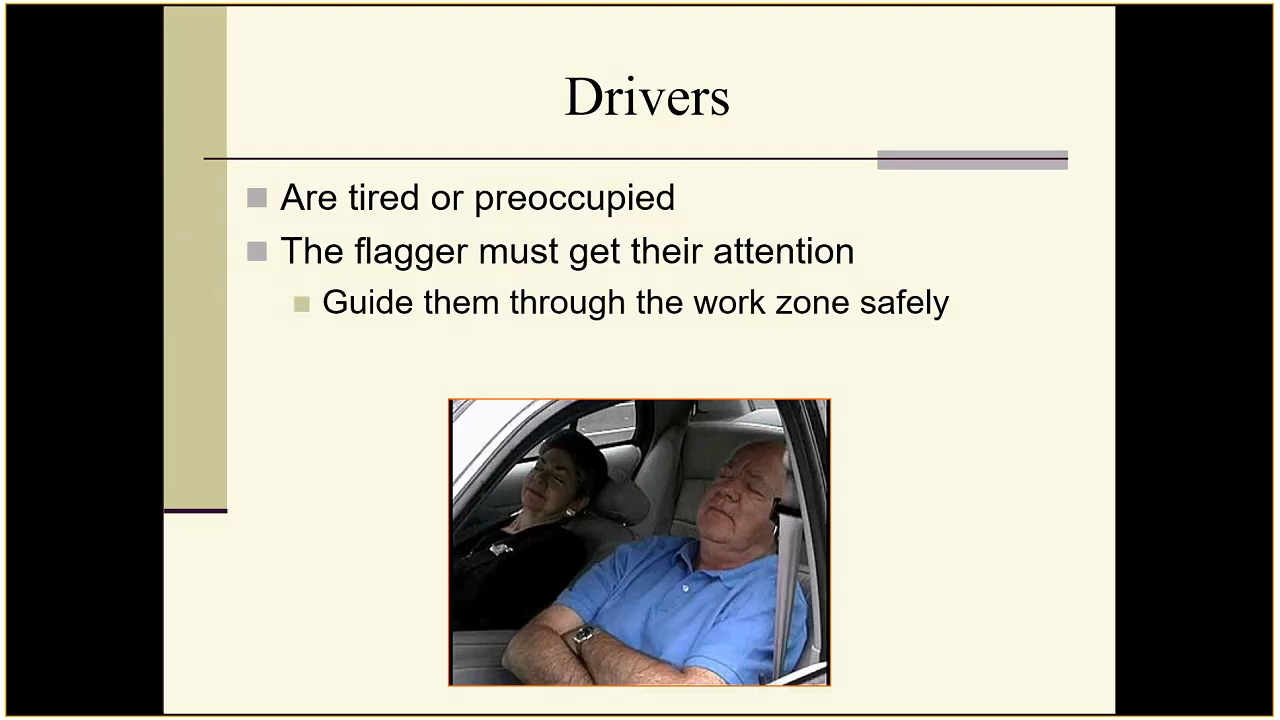 Drivers
Are tired or preoccupied
The flagger must get their attention
Guide them through the work zone safely